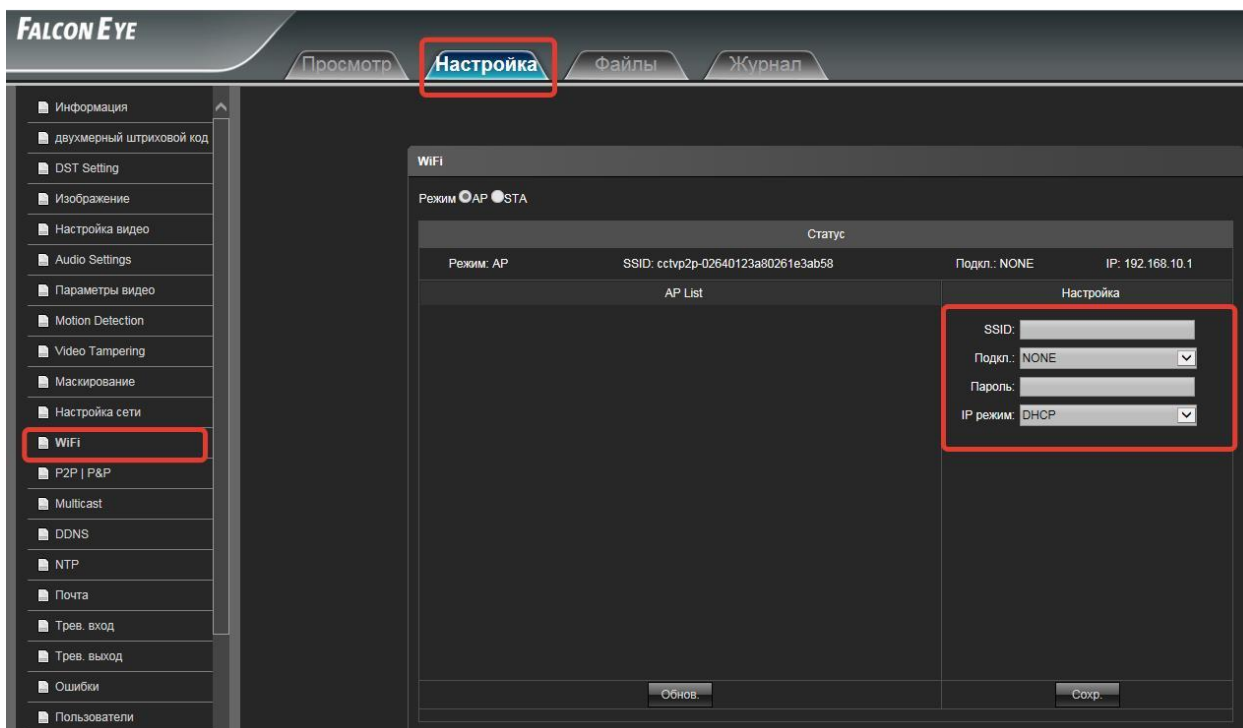 FALCON EYE
Просмотр Настройка Файлы Журнал
Информация
двухмерный штриховой код
DST Setting
Изображение
Настройка видео
Audio Settings
Параметры видео
Motion Detection
Video Tampering
Маскирование
Настройка сети
WiFi
P2P | P&P
Multicast
DDNS
NTP
Почта
Трев. вход
Трев. выход
Ошибки
Пользователи
WiFi
Режим AP STA
Статус
Режим: AP SSID: cctvp2p-02640123a80261e3ab58 Подкл.: NONE IP: 192.168.10.1
AP List Настройка
SSID:
Подкл.: NONE
Пароль:
IP режим: DHCP
Обнов. Сохр.